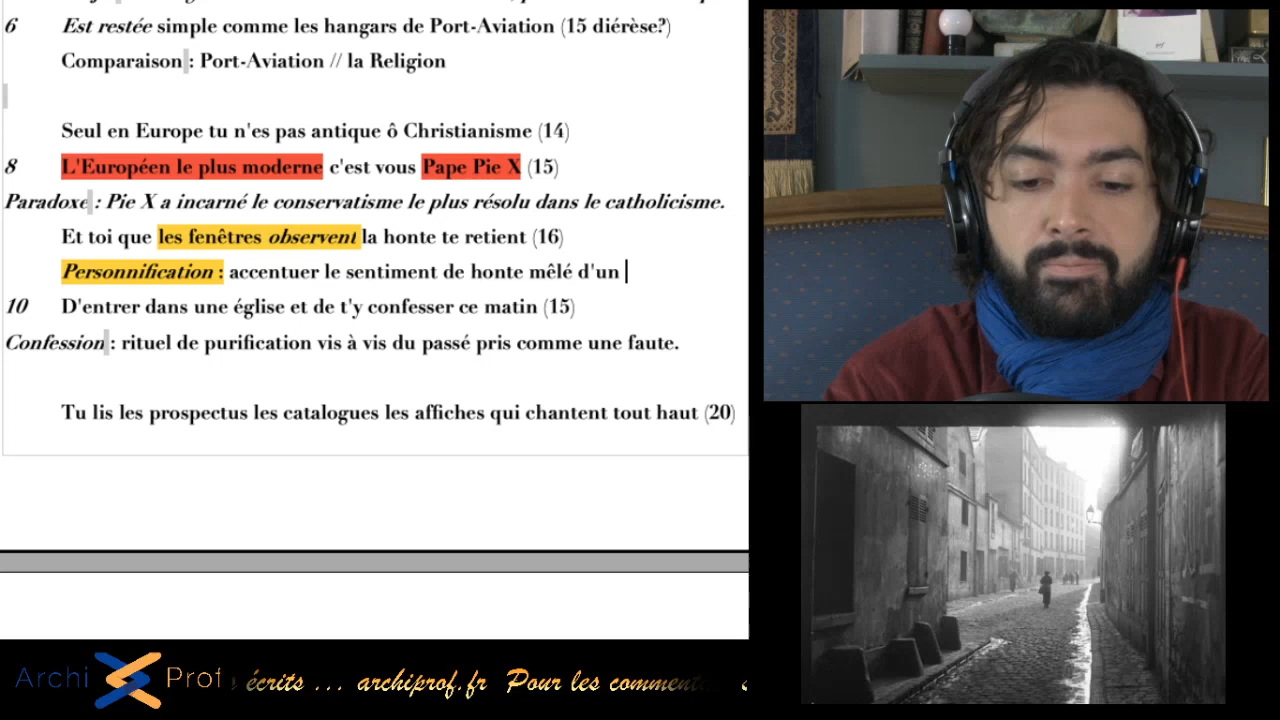 6 Est restée simple comme les hangars de Port-Aviation (15 diérèse?)
Comparaison : Port-Aviation // la Religion
Seul en Europe tu n'es pas antique ô Christianisme (14)
8 L'Européen le plus moderne c'est vous Pape Pie X (15)
Paradoxe : Pie X a incarné le conservatisme le plus résolu dans le catholicisme.
Et toi que les fenêtres observent la honte te retient (16)
Personnification : accentuer le sentiment de honte mêlé d'un
10 D'entrer dans une église et de t'y confesser ce matin (15)
Confession : rituel de purification vis à vis du passé pris comme une faute.
Tu lis les prospectus les catalogues les affiches qui chantent tout haut (20)
Archi Prof écrits ... archiprof.fr Pour les comment